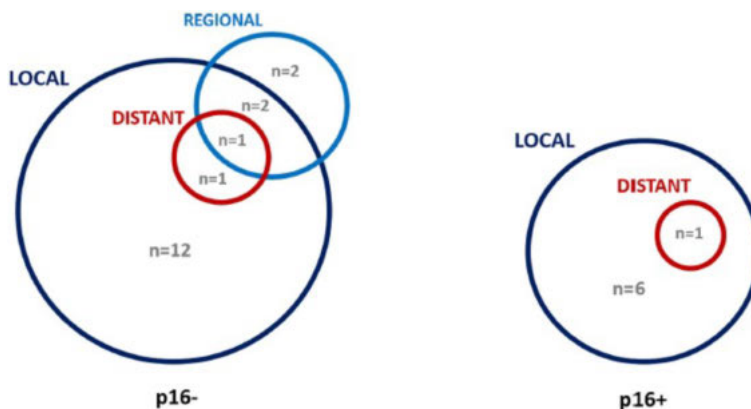 REGIONAL
LOCAL
n=2
n=2
DISTANT
n=1
n=1
n=12
p16-
LOCAL
DISTANT
n=1
n=6
p16+